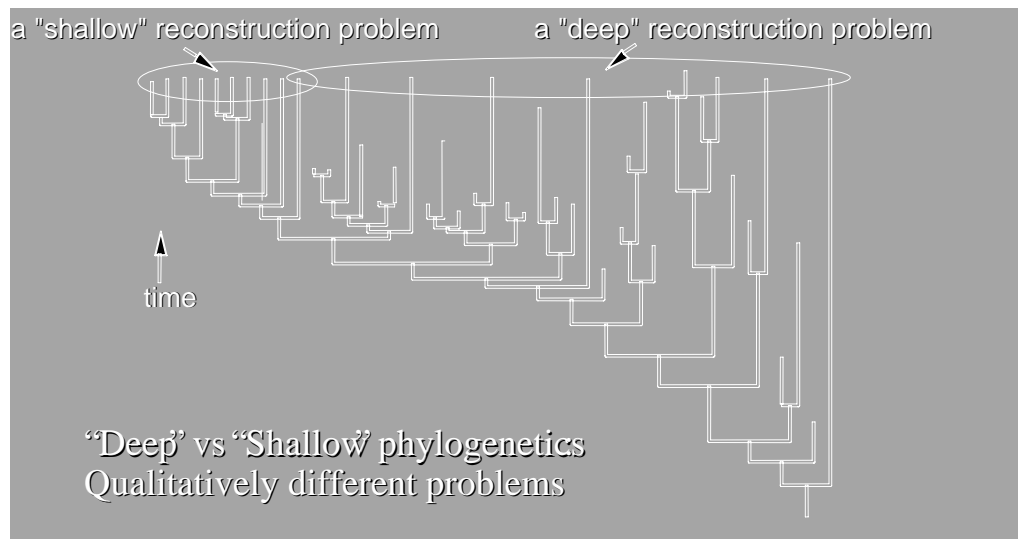 a "shallow" reconstruction problem
a "deep" reconstruction problem
time
“Deep” vs “Shallow” phylogenetics
Qualitatively different problems